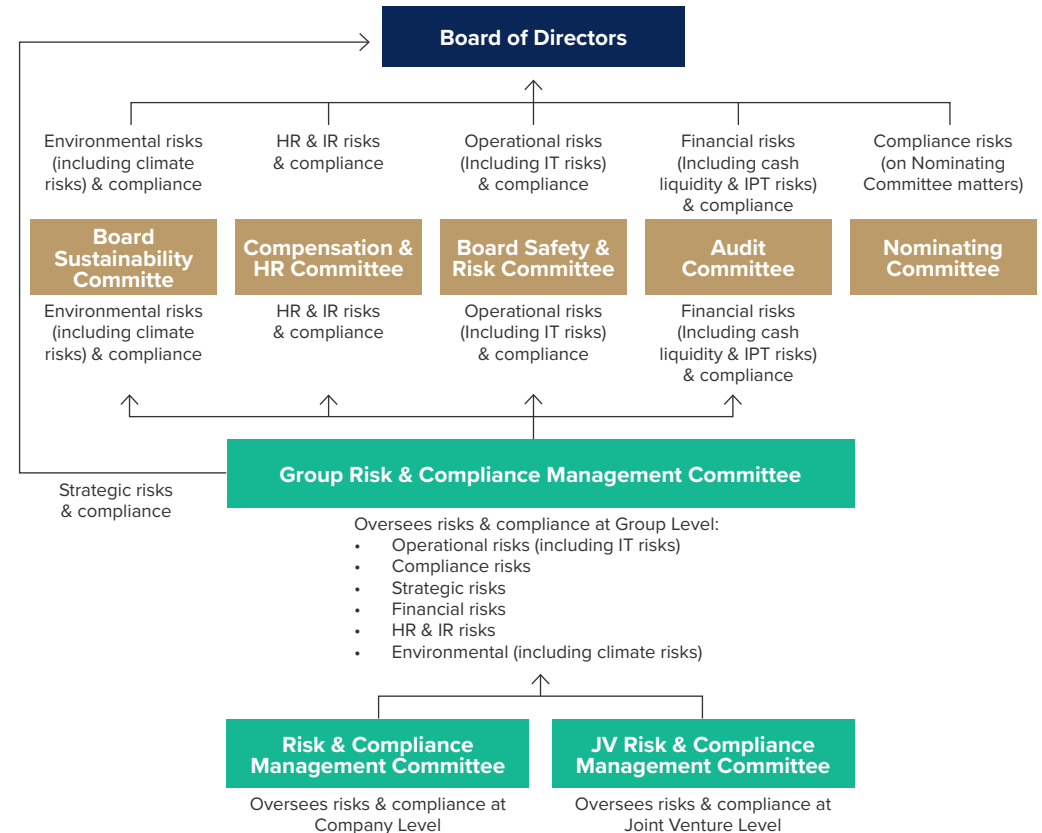 Board of Directors
Environmental risks
(including climate
risks) & compliance
HR & IR risks
& compliance
Operational risks
(Including IT risks)
& compliance
Financial risks
(Including cash
liquidity & IPT risks)
& compliance
Compliance risks
(on Nominating
Committee matters)
Board
Sustainability
Committe
Compensation &
HR Committee
Board Safety &
Risk Committee
Audit
Committee
Nominating
Committee
Environmental risks
(including climate
risks) & compliance
HR & IR risks
& compliance
Operational risks
(Including IT risks)
& compliance
Financial risks
(Including cash
liquidity & IPT risks)
& compliance
Group Risk & Compliance Management Committee
Strategic risks
& compliance
Oversees risks & compliance at Group Level:
• Operational risks (including IT risks)
• Compliance risks
• Strategic risks
• Financial risks
• HR & IR risks
• Environmental (including climate risks)
Risk & Compliance
Management Committee
JV Risk & Compliance
Management Committee
Oversees risks & compliance at
Company Level
Oversees risks & compliance at
Joint Venture Level